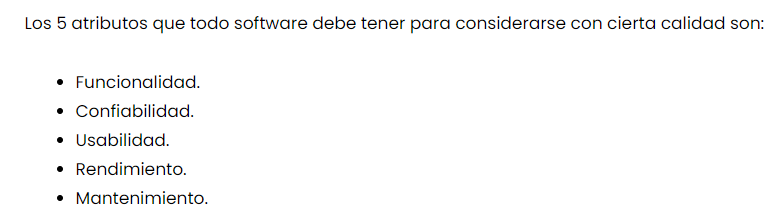 Los 5 atributos que todo software debe tener para considerarse con cierta calidad son:
• Funcionalidad.
• Confiabilidad.
• Usabilidad.
• Rendimiento.
• Mantenimiento.